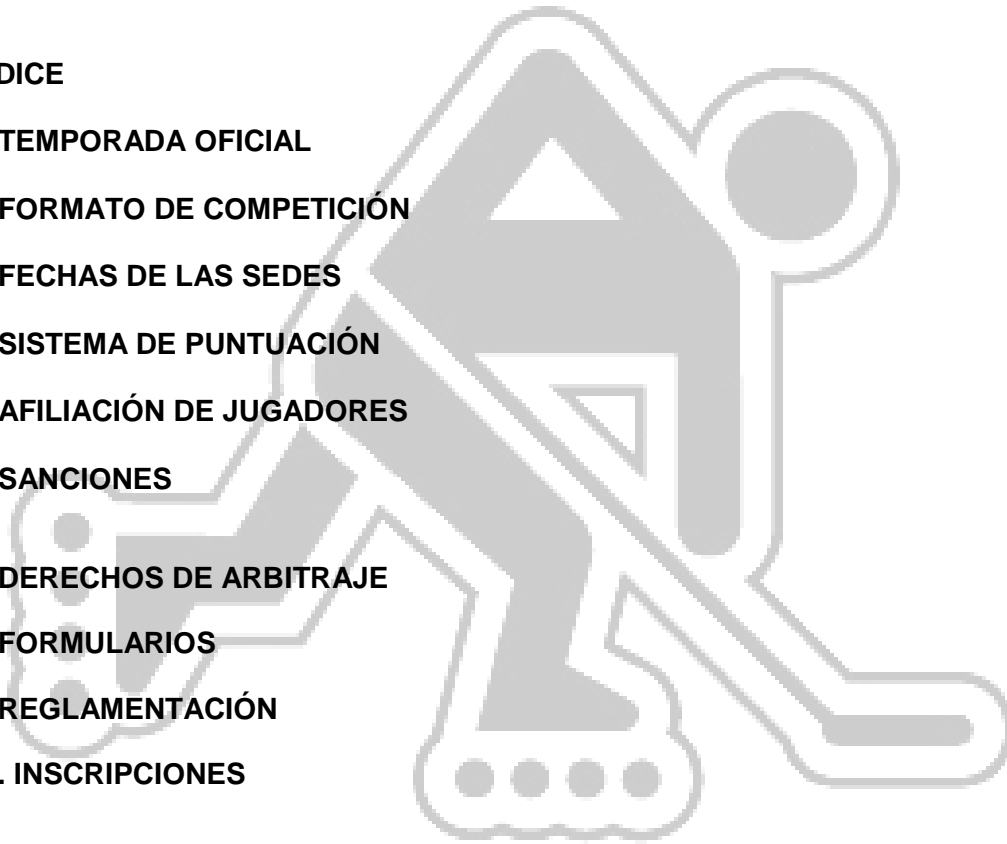 DICE
TEMPORADA OFICIAL
FORMATO DE COMPETICIÓN
FECHAS DE LAS SEDES
SISTEMA DE PUNTUACIÓN
AFILIACIÓN DE JUGADORES
SANCIONES
DERECHOS DE ARBITRAJE
FORMULARIOS
REGLAMENTACIÓN
. INSCRIPCIONES